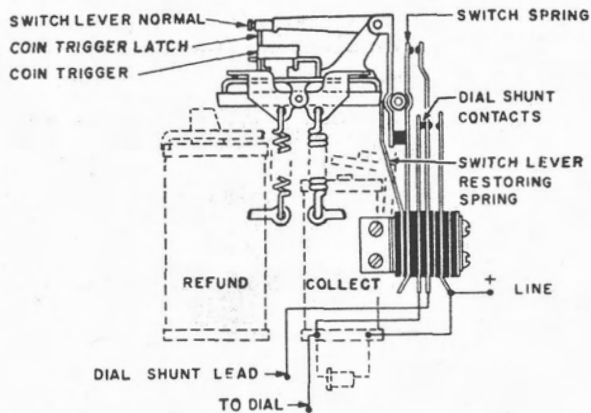 SWITCH LEVER NORMAL
COIN TRIGGER LATCH
COIN TRIGGER
SWITCH SPRING
DIAL SHUNT
CONTACTS
SWITCH LEVER
RESTORING
SPRING
REFUND
COLLECT
+
LINE
DIAL SHUNT LEAD
TO DIAL